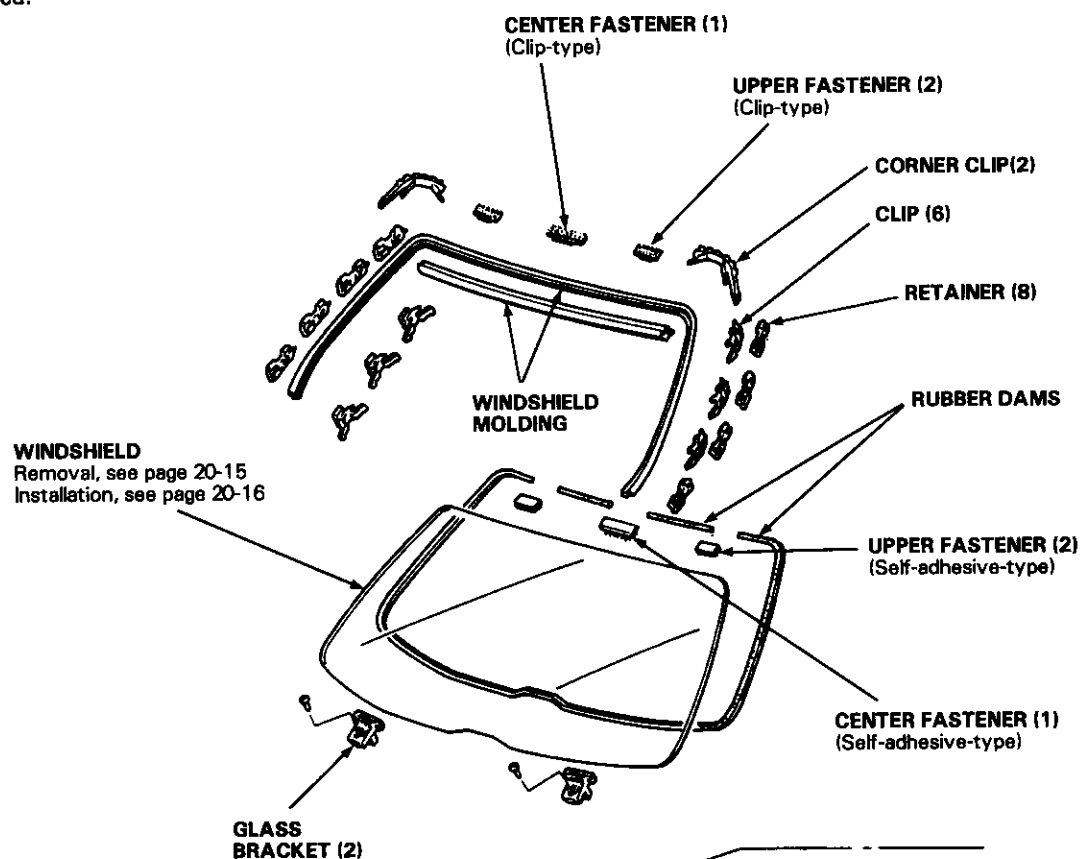 CENTER FASTENER (1)
(Clip-type)
UPPER FASTENER (2)
(Clip-type)
CORNER CLIP(2)
CLIP (6)
RETAINER (8)
WINDSHIELD
MOLDING
RUBBER DAMS
WINDSHIELD
Removal, see page 20-15
Installation, see page 20-16
UPPER FASTENER (2)
(Self-adhesive-type)
CENTER FASTENER (1)
(Self-adhesive-type)
GLASS
BRACKET (2)